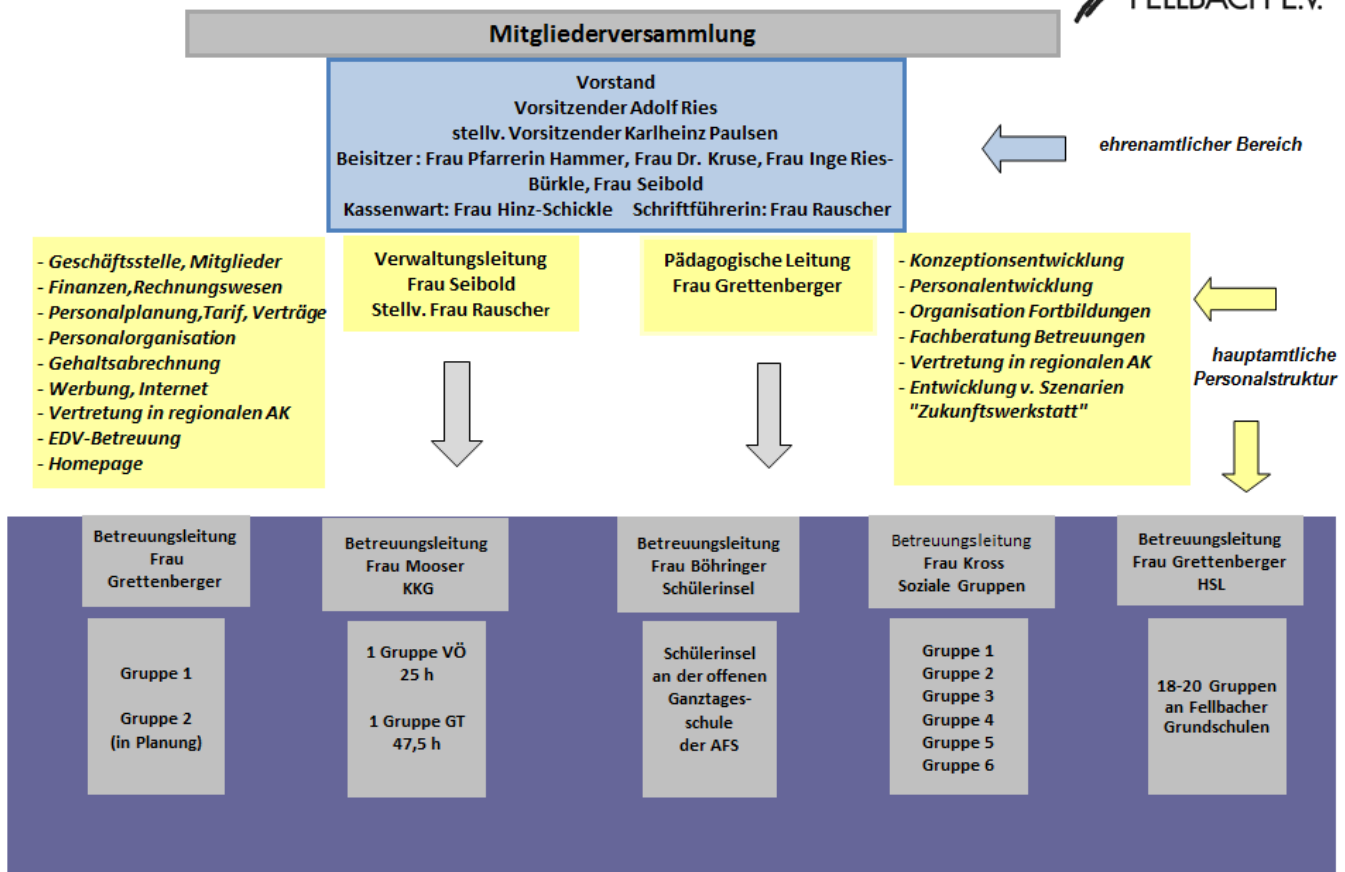 FELLBACH E.V.
Mitgliederversammlung
Vorstand
Vorsitzender Adolf Ries
stellv. Vorsitzender Karlheinz Paulsen
Beisitzer : Frau Pfarrerin Hammer, Frau Dr. Kruse, Frau Inge Ries-
Bürkle, Frau Seibold
Kassenwart: Frau Hinz-Schickle Schriftführerin: Frau Rauscher
ehrenamtlicher Bereich
- Geschäftsstelle, Mitglieder
- Finanzen,Rechnungswesen
- Personalplanung,Tarif, Verträge
- Personalorganisation
- Gehaltsabrechnung
- Werbung, Internet
- Vertretung in regionalen AK
- EDV-Betreuung
- Homepage
Verwaltungsleitung
Frau Seibold
Stellv. Frau Rauscher
Pädagogische Leitung
Frau Grettenberger
- Konzeptionsentwicklung
- Personalentwicklung
- Organisation Fortbildungen
- Fachberatung Betreuungen
- Vertretung in regionalen AK
- Entwicklung v. Szenarien
"Zukunftswerkstatt"
hauptamtliche
Personalstruktur
Betreuungsleitung
Frau
Grettenberger
Gruppe 1
Gruppe 2
(in Planung)
Betreuungsleitung
Frau Mooser
KKG
1 Gruppe VÖ
25 h
1 Gruppe GT
47,5 h
Betreuungsleitung
Frau Böhringer
Schülerinsel
Schülerinsel
an der offenen
Ganztages-
schule
der AFS
Betreuungsleitung
Frau Kross
Soziale Gruppen
Gruppe 1
Gruppe 2
Gruppe 3
Gruppe 4
Gruppe 5
Gruppe 6
Betreuungsleitung
Frau Grettenberger
HSL
18-20 Gruppen
an Fellbacher
Grundschulen